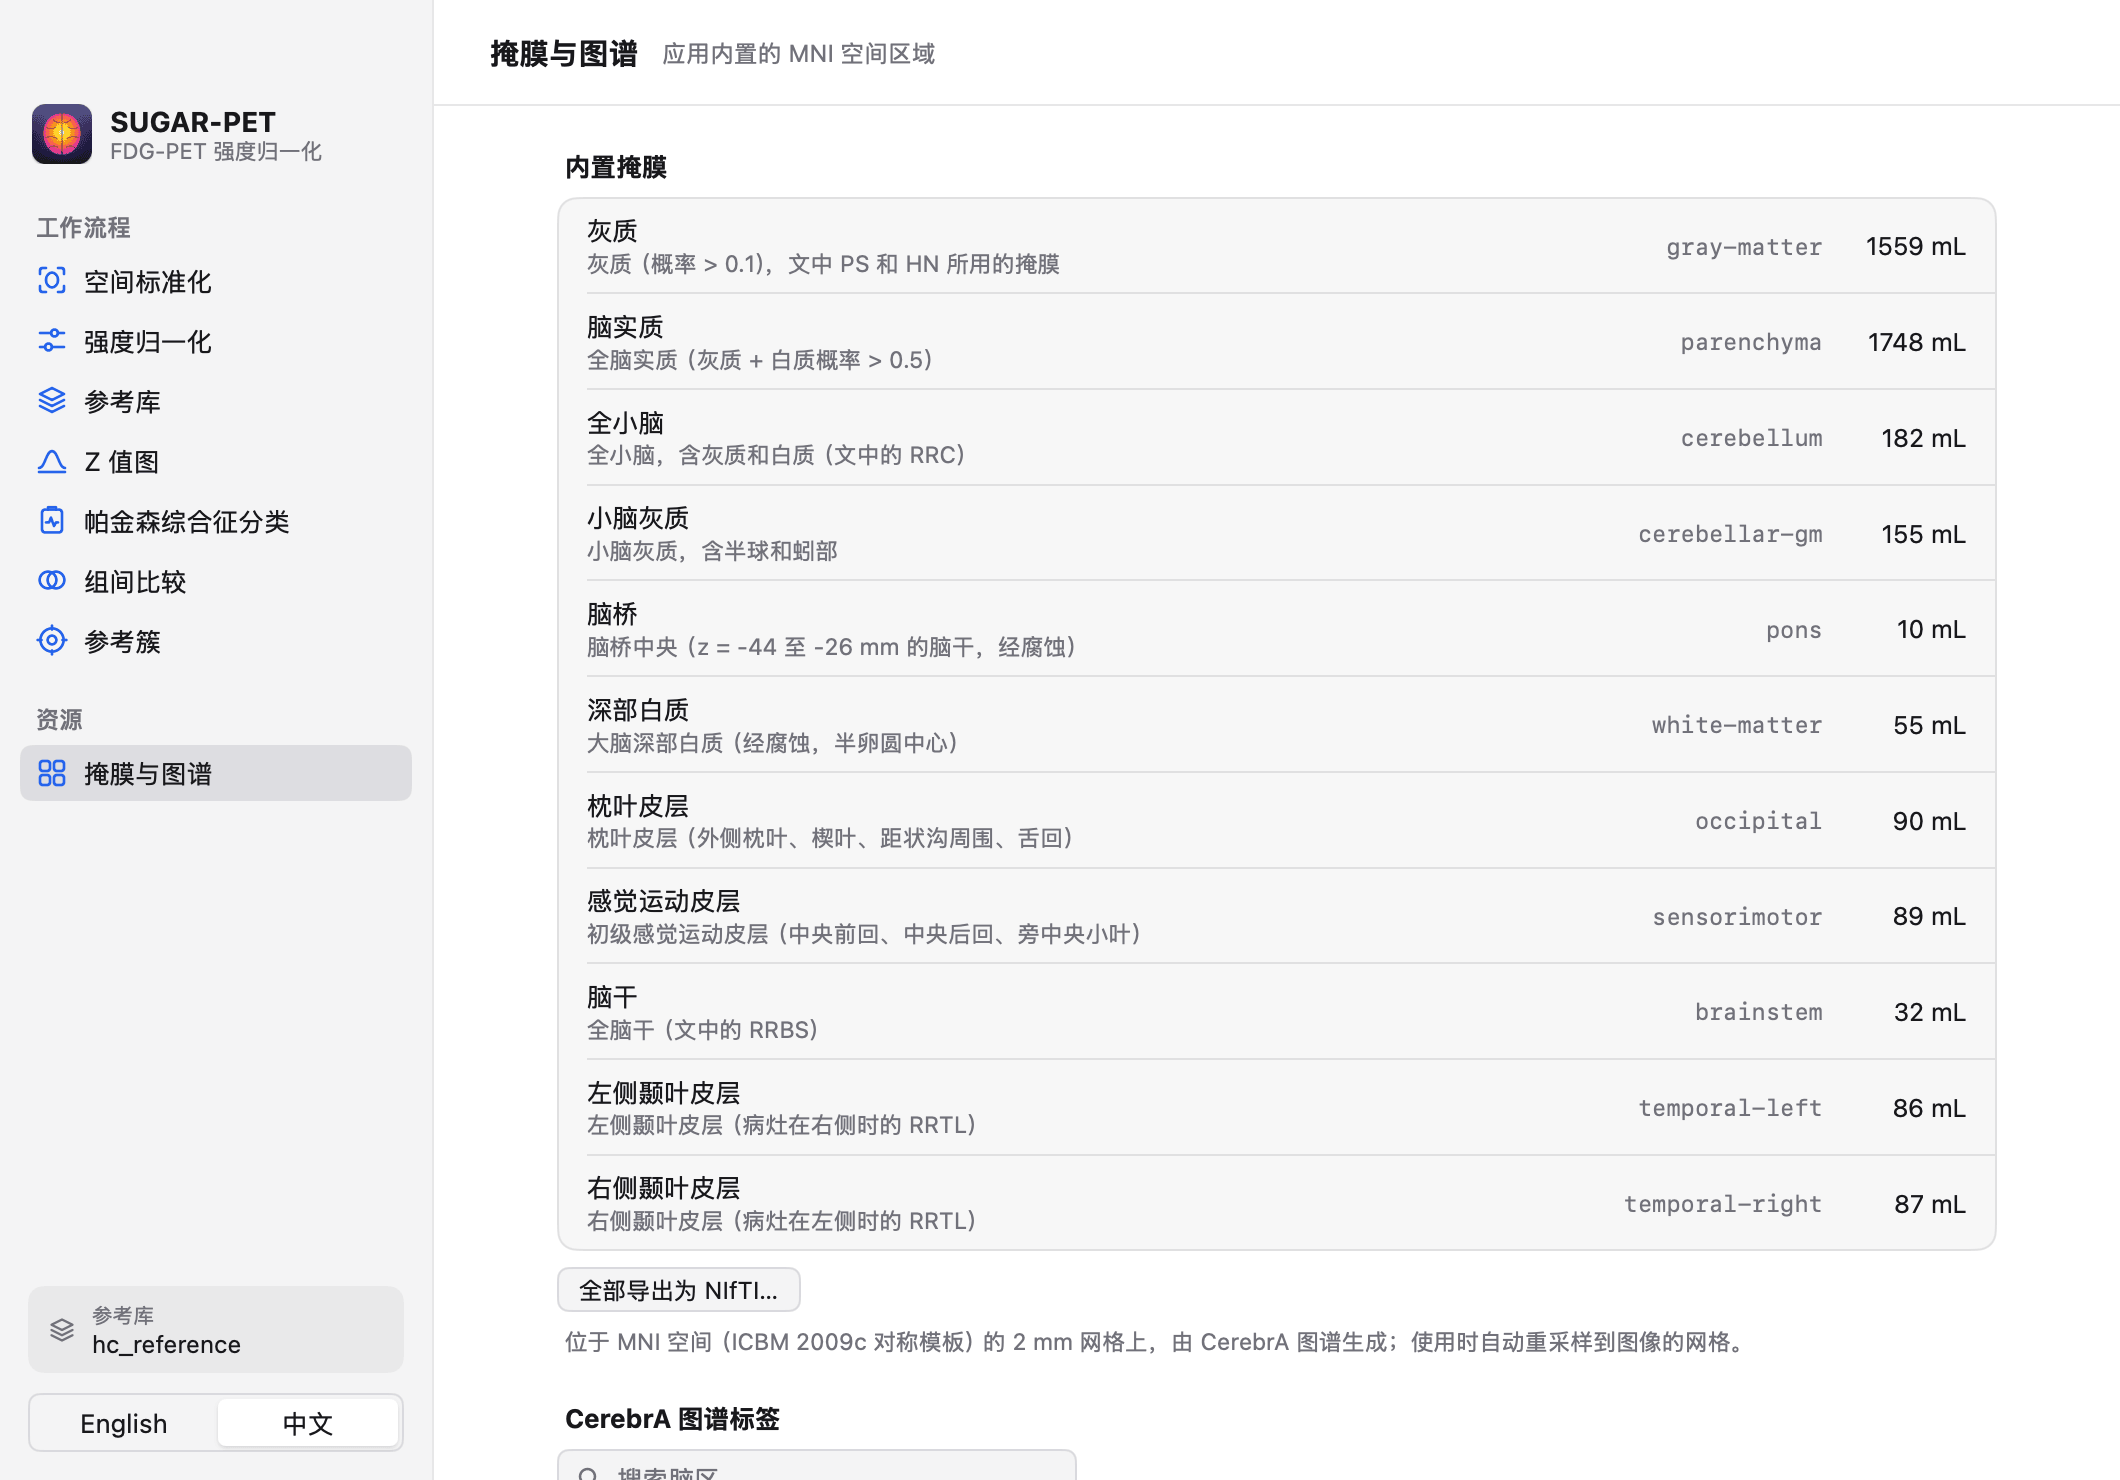 掩膜与图谱 应用内置的 MNI 空间区域
SUGAR-PET
FDG-PET 强度归一化
工作流程
空间标准化
强度归一化
参考库
Z 值图
帕金森综合征分类
组间比较
参考簇
资源
掩膜与图谱
参考库
hc_reference
English 中文
内置掩膜
灰质
灰质（概率 > 0.1），文中 PS 和 HN 所用的掩膜
gray-matter 1559 mL
脑实质
全脑实质（灰质 + 白质概率 > 0.5）
parenchyma 1748 mL
全小脑
全小脑，含灰质和白质（文中的 RRC）
cerebellum 182 mL
小脑灰质
小脑灰质，含半球和蚓部
cerebellar-gm 155 mL
脑桥
脑桥中央（z = -44 至 -26 mm 的脑干，经腐蚀）
pons 10 mL
深部白质
大脑深部白质（经腐蚀，半卵圆中心）
white-matter 55 mL
枕叶皮层
枕叶皮层（外侧枕叶、楔叶、距状沟周围、舌回）
occipital 90 mL
感觉运动皮层
初级感觉运动皮层（中央前回、中央后回、旁中央小叶）
sensorimotor 89 mL
脑干
全脑干（文中的 RRBS）
brainstem 32 mL
左侧颞叶皮层
左侧颞叶皮层（病灶在右侧时的 RRTL）
temporal-left 86 mL
右侧颞叶皮层
右侧颞叶皮层（病灶在左侧时的 RRTL）
temporal-right 87 mL
全部导出为 NIfTI...
位于 MNI 空间（ICBM 2009c 对称模板）的 2 mm 网格上，由 CerebrA 图谱生成；使用时自动重采样到图像的网格。
CerebrA 图谱标签
搜索脑区